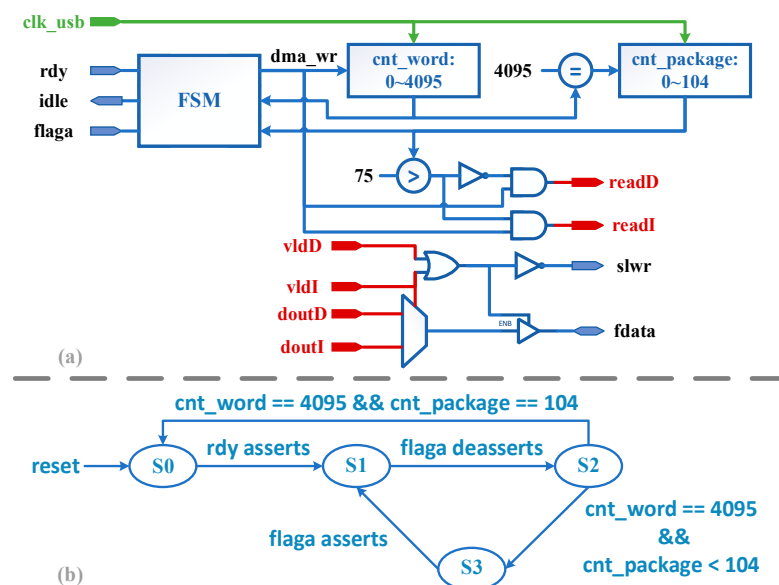 clk_usb
rdy
idle
flaga
FSM
dma_wr
cnt_word:
0~4095
4095
=
cnt_package:
0~104
75
>
readD
readI
vldD
vldI
doutD
doutI
slwr
ENB
fdata
(a)
cnt_word == 4095 && cnt_package == 104
reset
S0
rdy asserts
S1
flaga deasserts
S2
flaga asserts
S3
cnt_word == 4095
&&
cnt_package < 104
(b)